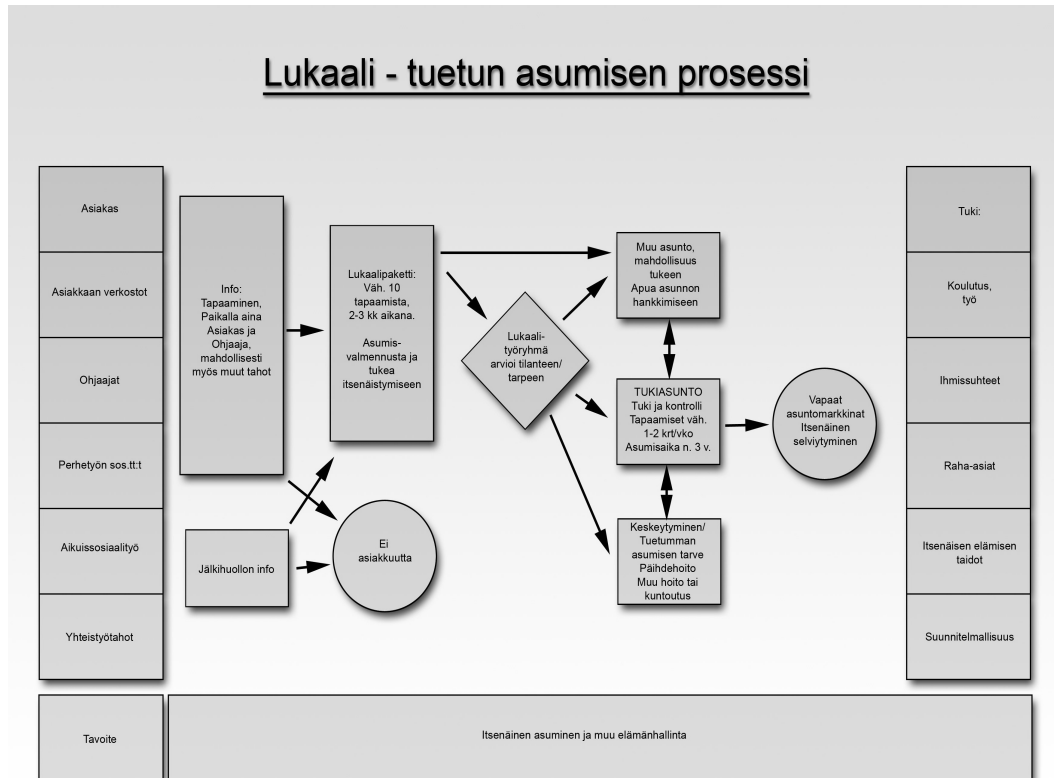 Lukaali - tuetun asumisen prosessi
Asiakas
Asiakkaan verkostot
Ohjaajat
Perhetyön sos.tt:t
Aikuissosiaalityö
Yhteistyötahot
Info:
Tapaaminen,
Paikalla aina
Asiakas ja
Ohjaaja,
mahdollisesti
myös muut tahot
Jälkihuollon info
Lukaalipaketti:
Väh. 10
tapaamista,
2-3 kk aikana.
Asumis-
valmennusta ja
tukea
itsenäistymiseen
Ei
asiakkuutta
Lukaali-
työryhmä
arvioi tilanteen/
tarpeen
Muu asunto,
mahdollisuus
tukeen
Apua asunnon
hankkimiseen
TUKIASUNTO
Tuki ja kontrolli
Tapaamiset väh.
1-2 krt/vko
Asumisaika n. 3 v.
Keskeytyminen/
Tuetumman
asumisen tarve
Päihdehoito
Muu hoito tai
kuntoutus
Vapaat
asuntomarkkinat
Itsenäinen
selviytyminen
Tuki:
Koulutus,
työ
Ihmissuhteet
Raha-asiat
Itsenäisen elämisen
taidot
Suunnitelmallisuus
Tavoite
Itsenäinen asuminen ja muu elämänhallinta